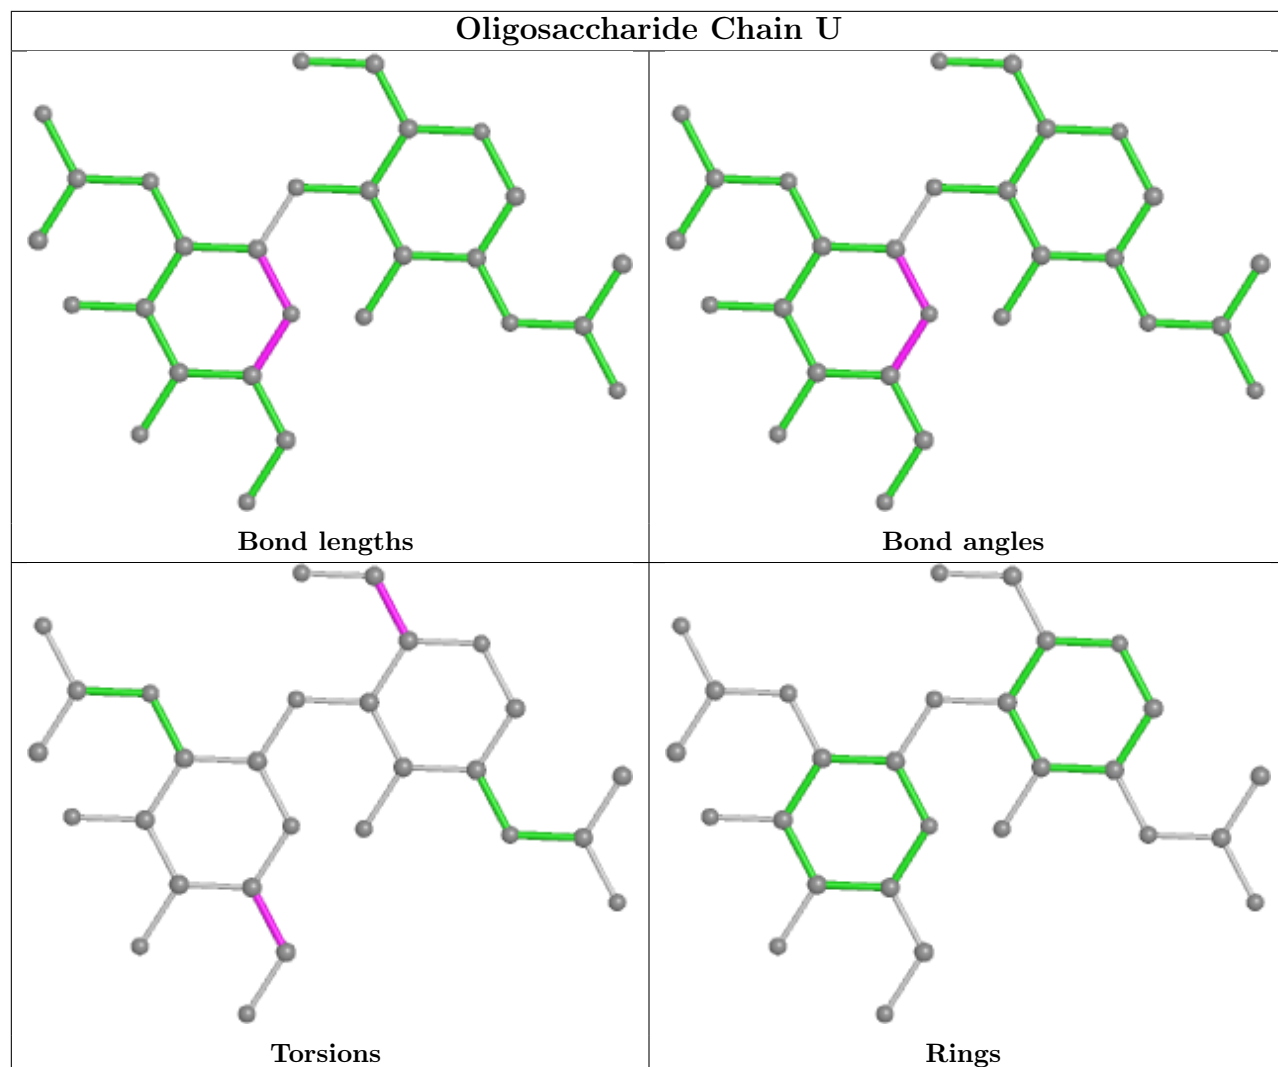 Oligosaccharide Chain U
Bond lengths
Bond angles
Torsions
Rings